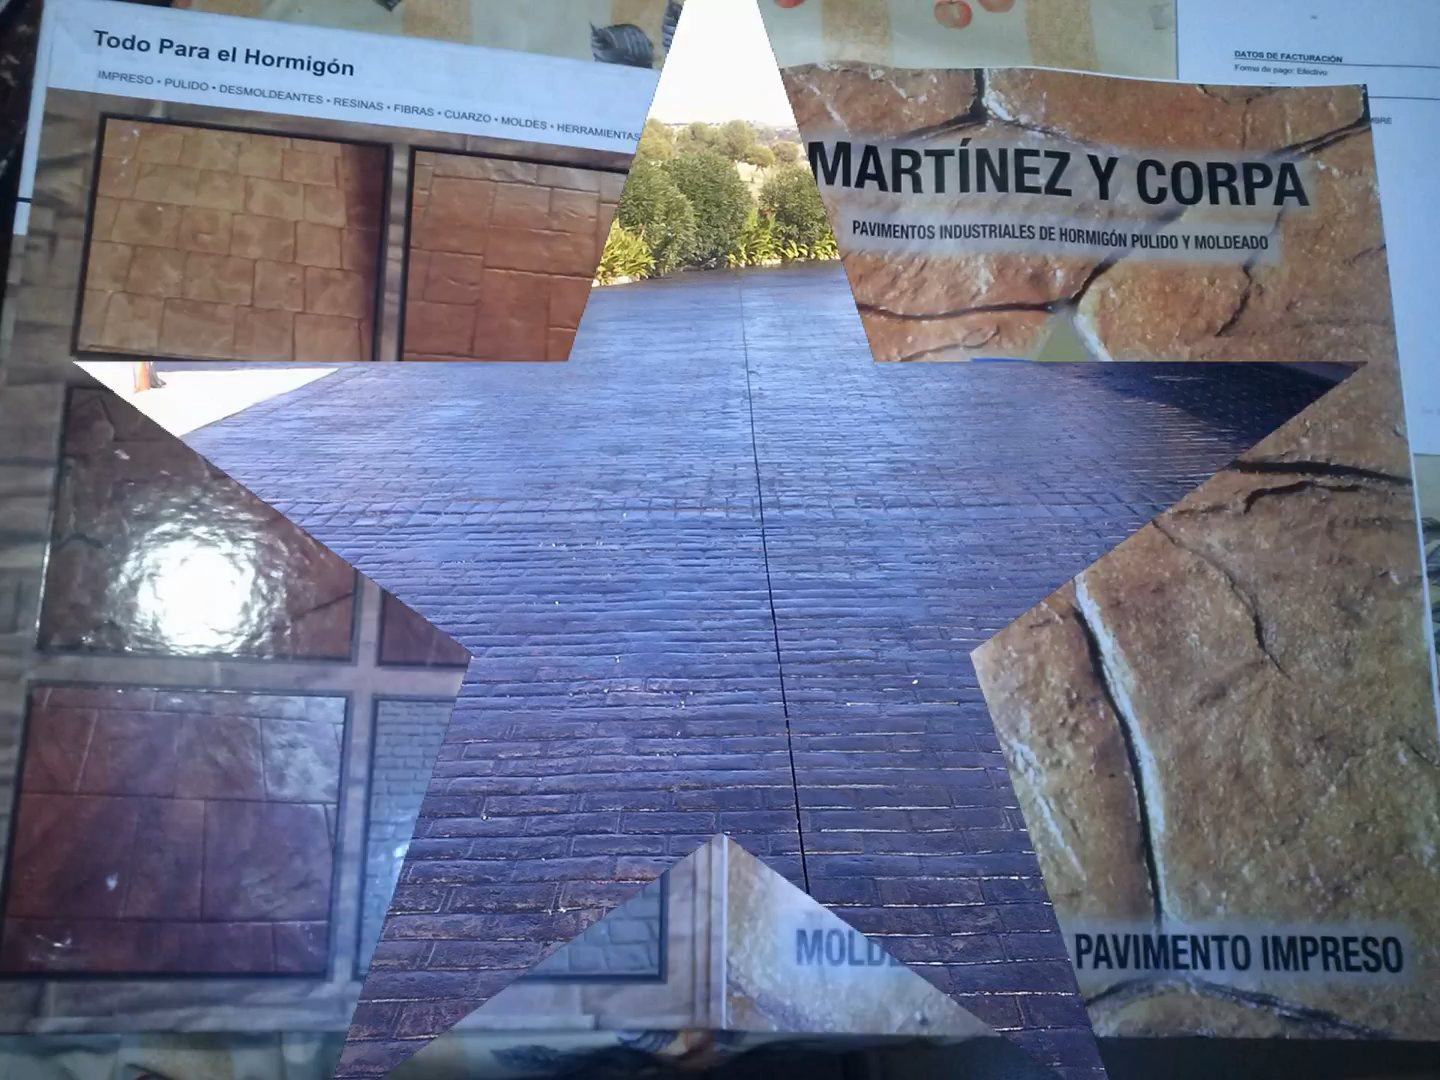 Todo Para el Hormigón
IMPRESO • PULIDO • DESMOLDEANTES • RESINAS • FIBRAS • CUARZO • MOLDES • HERRAMIENTAS
DATOS DE FACTURACIÓN
Forma de pago: Efectivo
MARTÍNEZ Y CORPA
PAVIMENTOS INDUSTRIALES DE HORMIGÓN PULIDO Y MOLDEADO
PAVIMENTO IMPRESO